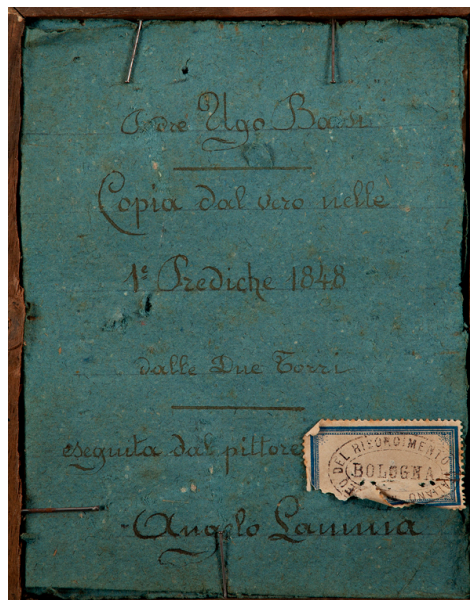 Padre Ugo Bassi
Copia dal vero nelle
1e Prediche 1848
dalle Due Torri
eseguita dal pittore
Angelo Lamma
DEL RISORGIMENTO
BOLOGNA